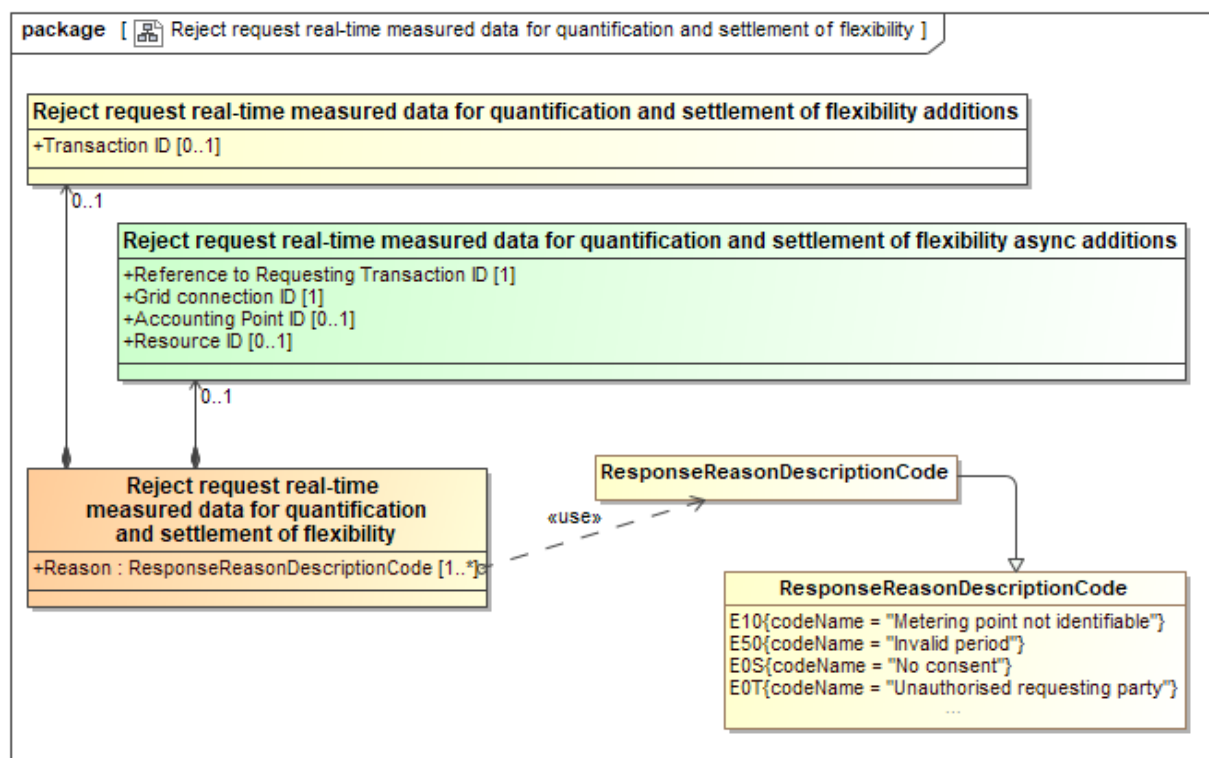 package [ Reject request real-time measured data for quantification and settlement of flexibility ]
Reject request real-time measured data for quantification and settlement of flexibility additions
+Transaction ID [0..1]
0..1
Reject request real-time measured data for quantification and settlement of flexibility async additions
+Reference to Requesting Transaction ID [1]
+Grid connection ID [1]
+Accounting Point ID [0..1]
+Resource ID [0..1]
0..1
Reject request real-time
measured data for quantification
and settlement of flexibility
+Reason : ResponseReasonDescriptionCode [1..*]
«use»
ResponseReasonDescriptionCode
ResponseReasonDescriptionCode
E10{codeName = "Metering point not identifiable"}
E50{codeName = "Invalid period"}
E0S{codeName = "No consent"}
E0T{codeName = "Unauthorised requesting party"}
...